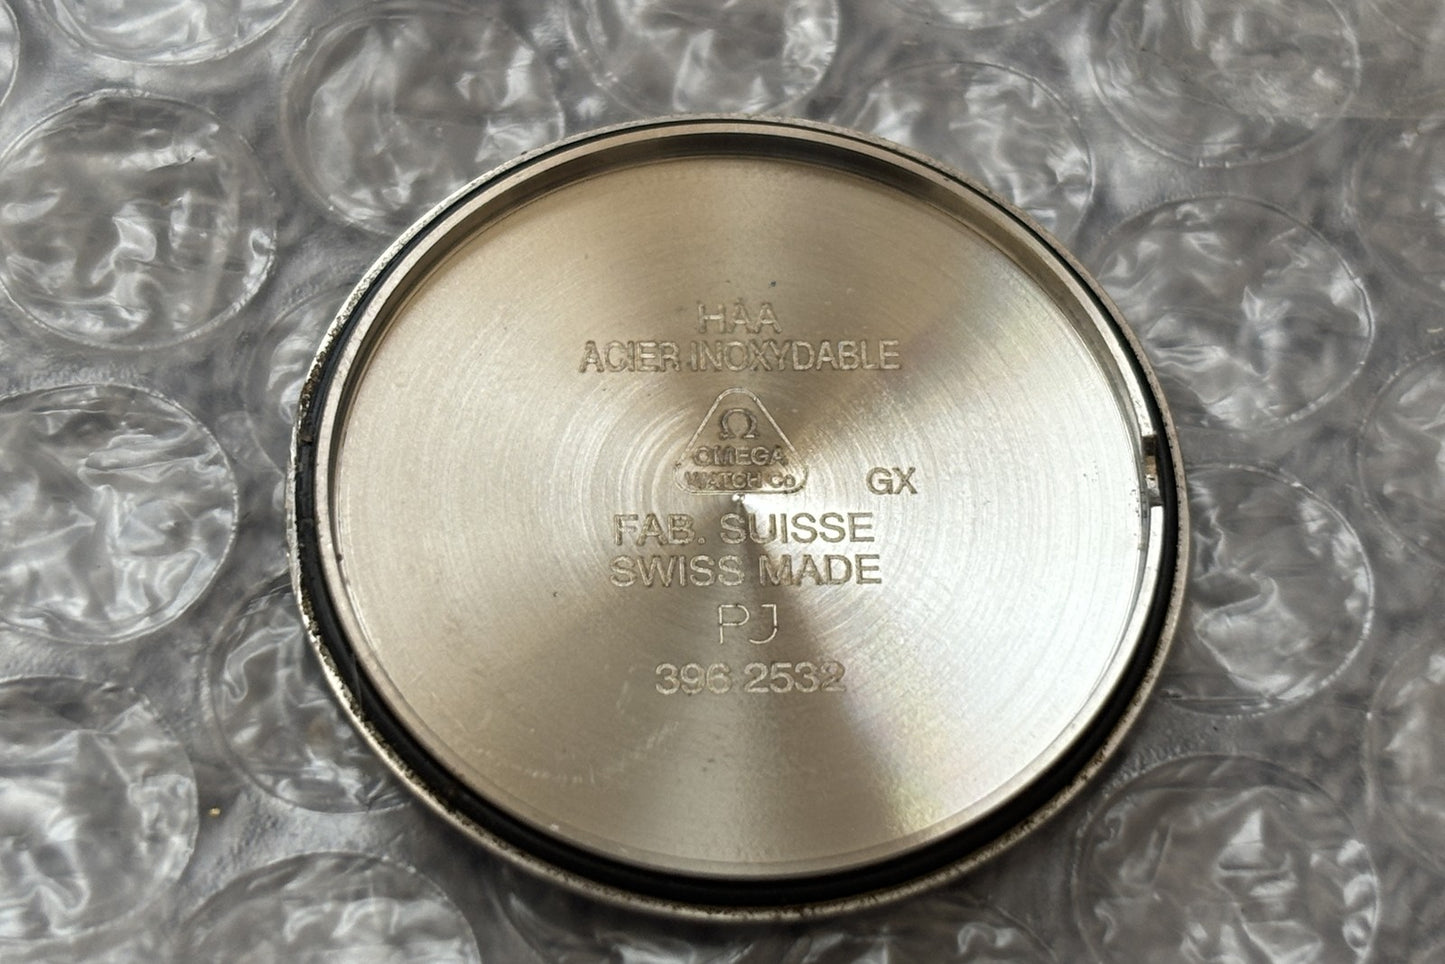 HAA
ACIER INOXYDABLE
Ω
OMEGA
WATCH Co
GX
FAB. SUISSE
SWISS MADE
PJ
396 2532